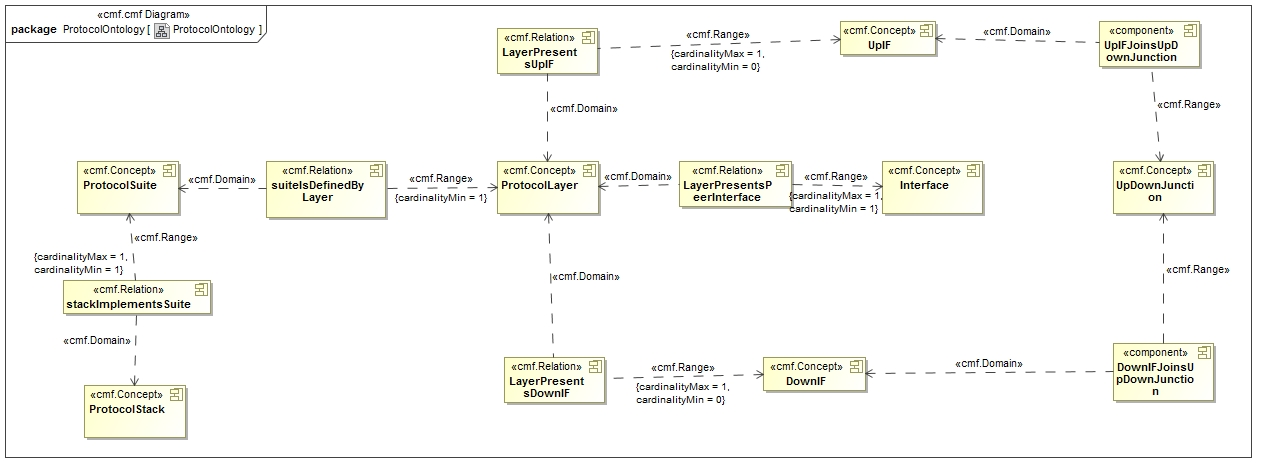 «cmf.cmf Diagram»
package ProtocolOntology [ ProtocolOntology ]
«cmf.Relation»
LayerPresent
sUpIF
«cmf.Range»
{cardinalityMax = 1,
cardinalityMin = 0}
«cmf.Concept»
UpIF
«cmf.Domain»
«component»
UpIFJoinsUpD
ownJunction
«cmf.Domain»
«cmf.Range»
«cmf.Concept»
ProtocolSuite
«cmf.Domain»
«cmf.Relation»
suiteIsDefinedBy
Layer
«cmf.Range»
{cardinalityMin = 1}
«cmf.Concept»
ProtocolLayer
«cmf.Domain»
«cmf.Relation»
LayerPresentsP
eerInterface
«cmf.Range»
{cardinalityMax = 1,
cardinalityMin = 1}
«cmf.Concept»
Interface
«cmf.Concept»
UpDownJuncti
on
«cmf.Range»
{cardinalityMax = 1,
cardinalityMin = 1}
«cmf.Relation»
stackImplementsSuite
«cmf.Domain»
«cmf.Concept»
ProtocolStack
«cmf.Domain»
«cmf.Range»
«cmf.Relation»
LayerPresent
sDownIF
«cmf.Range»
{cardinalityMax = 1,
cardinalityMin = 0}
«cmf.Concept»
DownIF
«cmf.Domain»
«component»
DownIFJoinsU
pDownJunctio
n